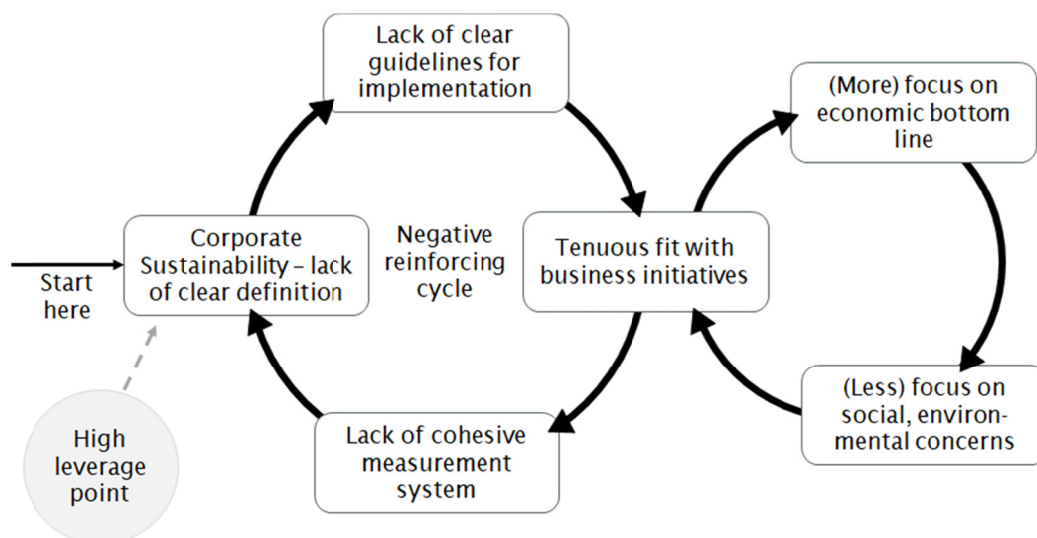 Lack of clear
guidelines for
implementation
(More) focus on
economic bottom
line
Corporate
Sustainability – lack
of clear definition
Negative
reinforcing
cycle
Tenuous fit with
business initiatives
Start
here
(Less) focus on
social, environ-
mental concerns
Lack of cohesive
measurement
system
High
leverage
point